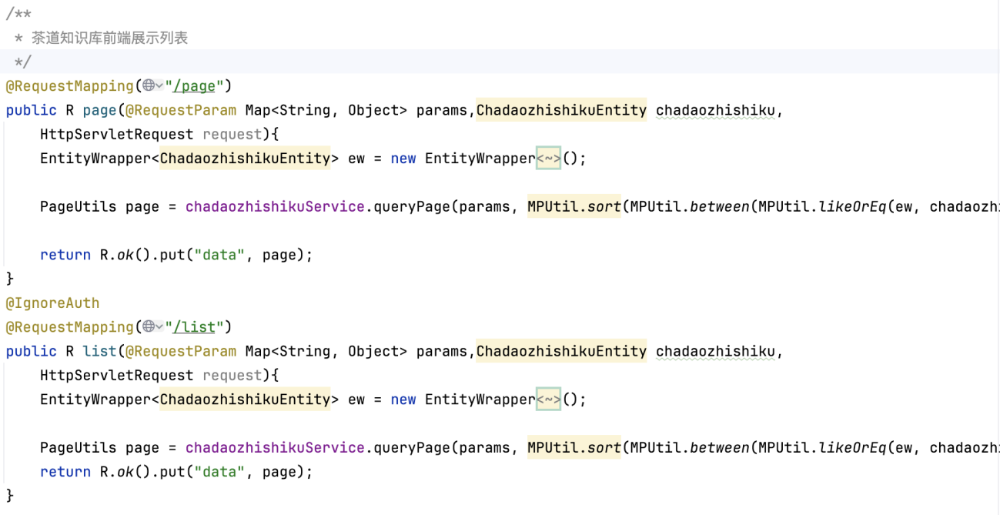 /**
 * 茶道知识库前端展示列表
 */
@RequestMapping("/page")
public R page(@RequestParam Map<String, Object> params,ChadaozhishikuEntity chadaozhishiku,
    HttpServletRequest request){
    EntityWrapper<ChadaozhishikuEntity> ew = new EntityWrapper<~>();
    PageUtils page = chadaozhishikuService.queryPage(params, MPUtil.sort(MPUtil.between(MPUtil.likeOrEq(ew, chadaozh
    return R.ok().put("data", page);
}
@IgnoreAuth
@RequestMapping("/list")
public R list(@RequestParam Map<String, Object> params,ChadaozhishikuEntity chadaozhishiku,
    HttpServletRequest request){
    EntityWrapper<ChadaozhishikuEntity> ew = new EntityWrapper<~>();
    PageUtils page = chadaozhishikuService.queryPage(params, MPUtil.sort(MPUtil.between(MPUtil.likeOrEq(ew, chadaozh
    return R.ok().put("data", page);
}